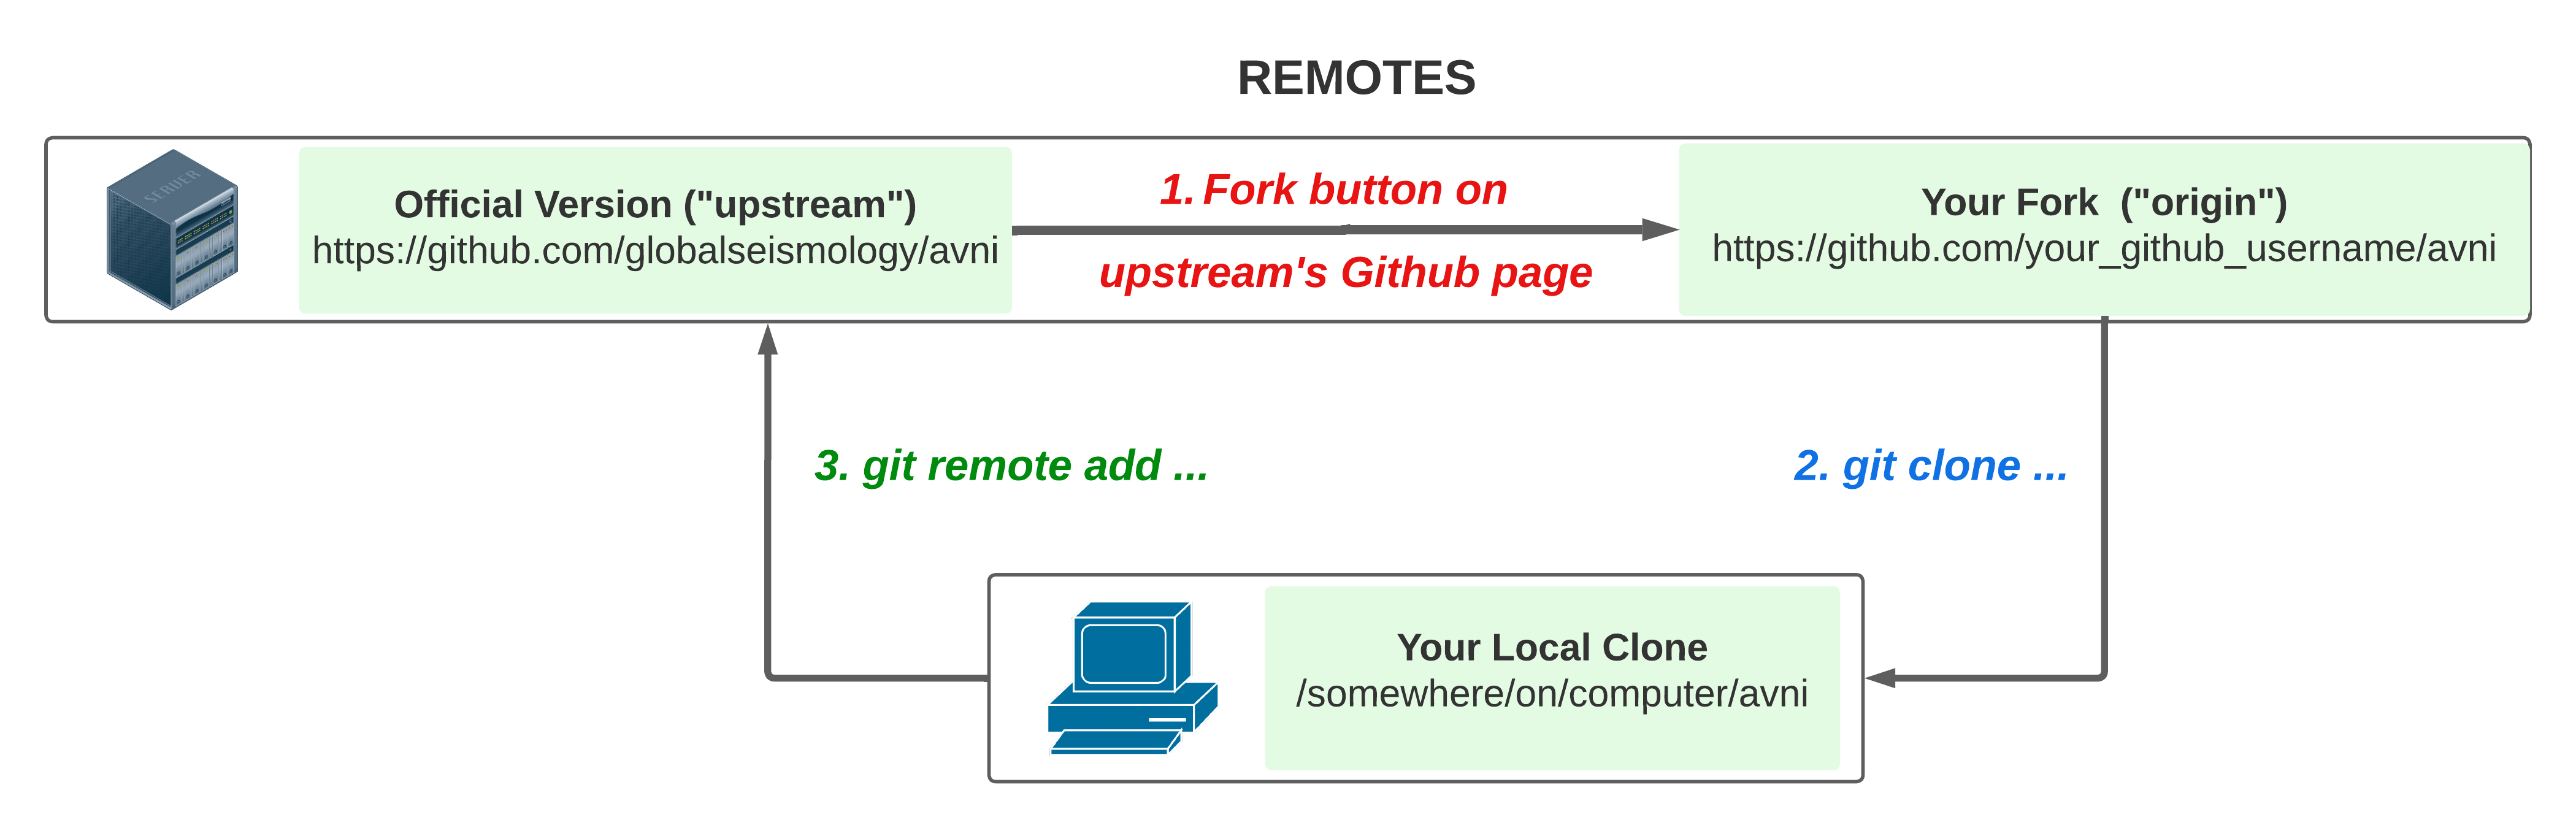 REMOTES
SERVER
Official Version ("upstream")
https://github.com/globalseismology/avni
1. Fork button on
upstream's Github page
Your Fork  ("origin")
https://github.com/your_github_username/avni
3. git remote add ...
2. git clone ...
Your Local Clone
/somewhere/on/computer/avni